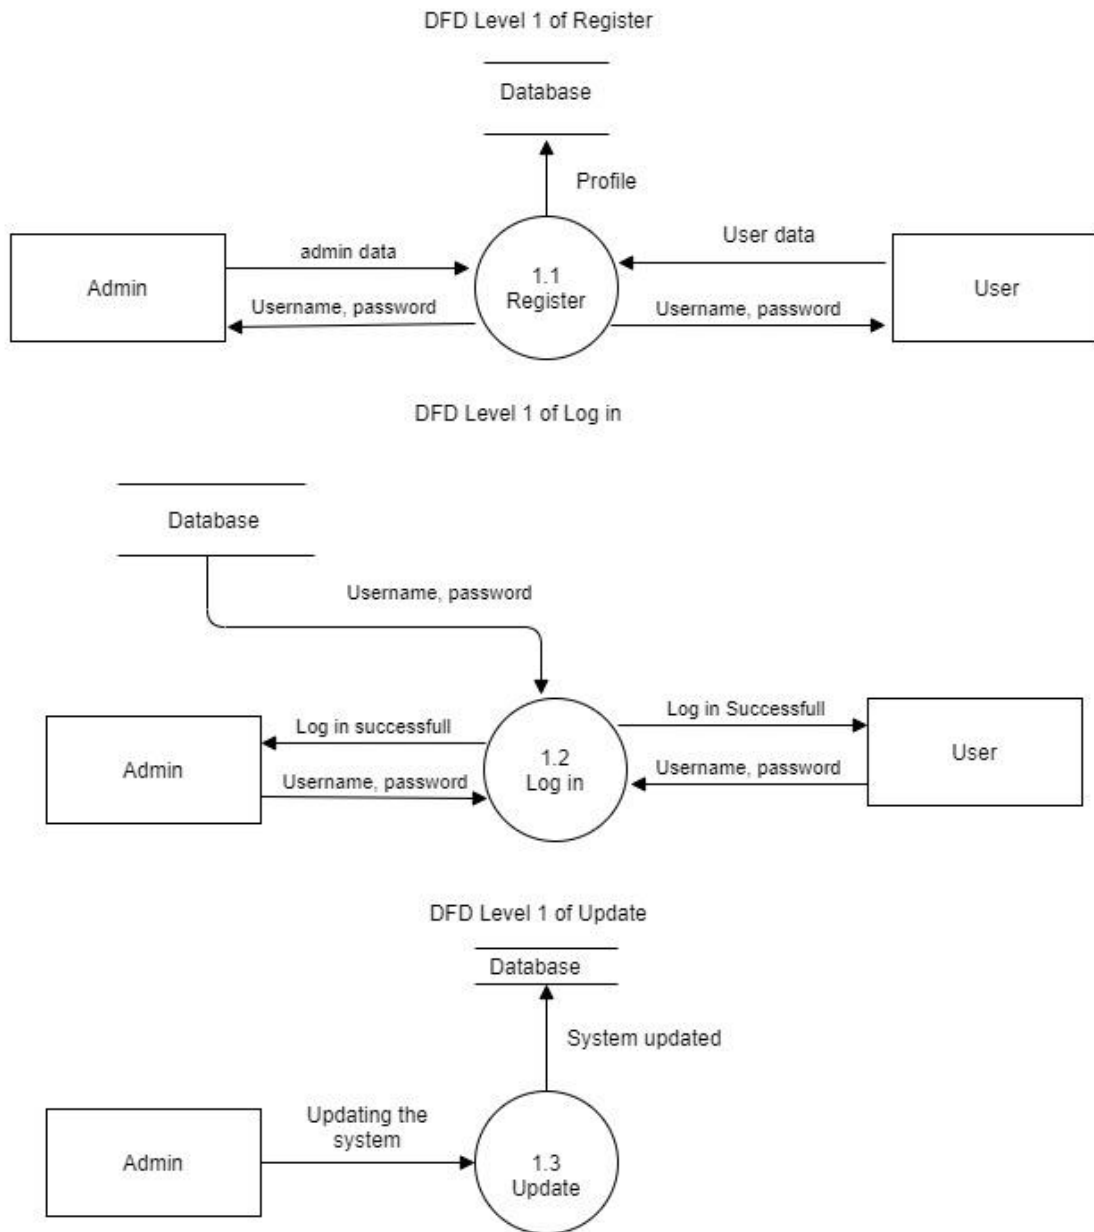 DFD Level 1 of Register
Database
Profile
admin data
User data
Admin
1.1
Register
User
Username, password
Username, password
DFD Level 1 of Log in
Database
Username, password
Log in successfull
Log in Successfull
Admin
1.2
Log in
User
Username, password
Username, password
DFD Level 1 of Update
Database
System updated
Updating the
system
Admin
1.3
Update